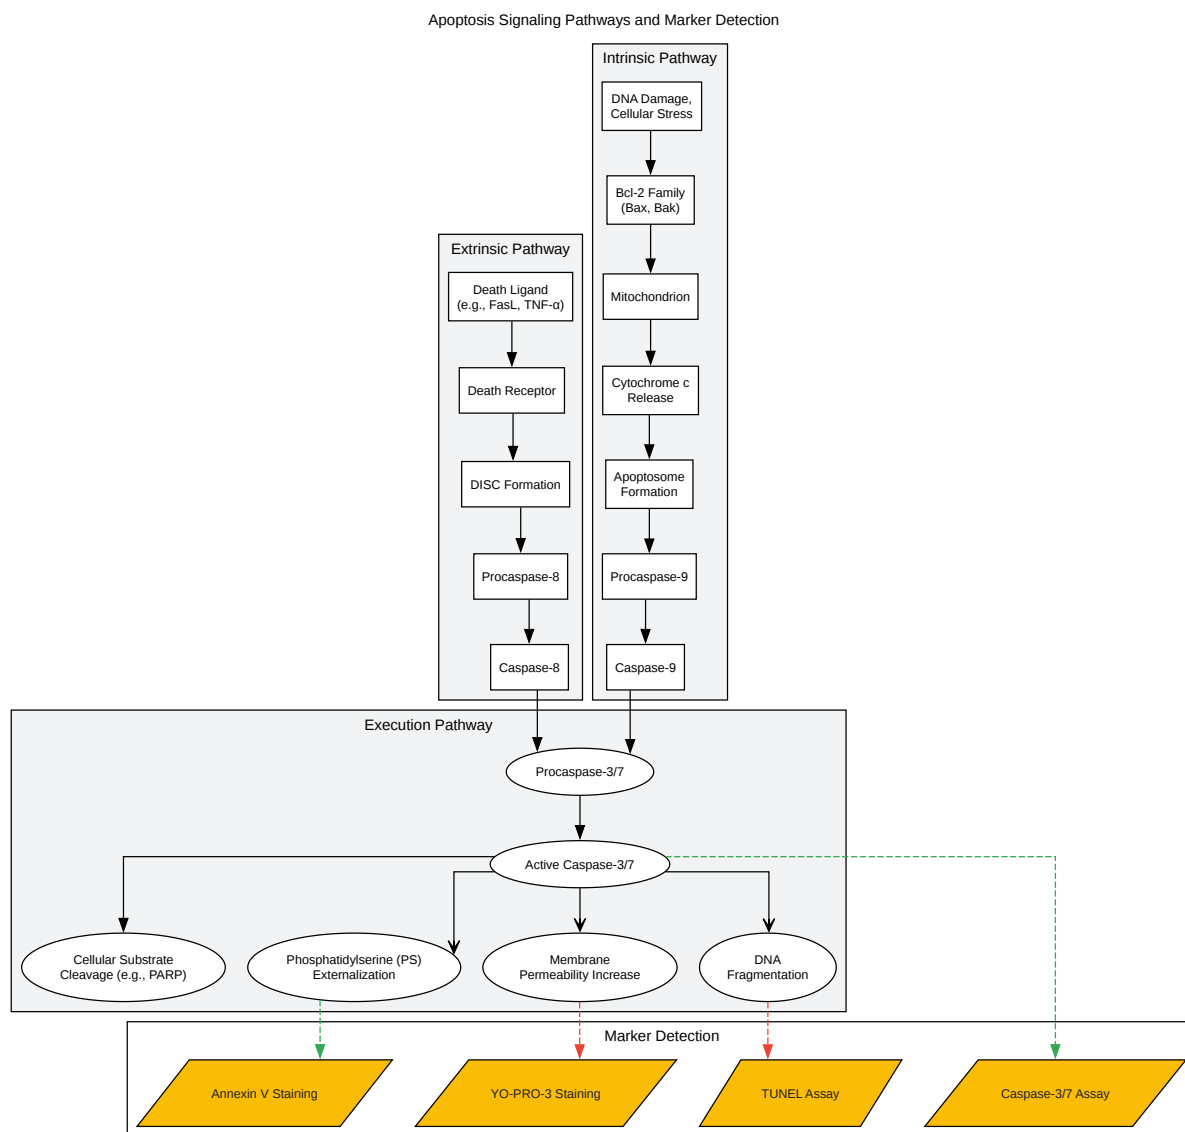 Apoptosis Signaling Pathways and Marker Detection
Intrinsic Pathway
DNA Damage,
Cellular Stress
Bcl-2 Family
(Bax, Bak)
Mitochondrion
Cytochrome c
Release
Apoptosome
Formation
Procaspase-9
Caspase-9
Extrinsic Pathway
Death Ligand
(e.g., FasL, TNF-α)
Death Receptor
DISC Formation
Procaspase-8
Caspase-8
Execution Pathway
Procaspase-3/7
Active Caspase-3/7
Cellular Substrate
Cleavage (e.g., PARP)
Phosphatidylserine (PS)
Externalization
Membrane
Permeability Increase
DNA
Fragmentation
Marker Detection
Annexin V Staining
YO-PRO-3 Staining
TUNEL Assay
Caspase-3/7 Assay